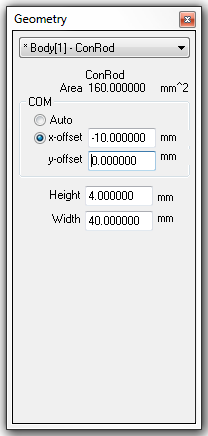 Geometry
* Body[1] - ConRod
ConRod
Area 160.000000 mm^2
COM
Auto
x-offset -10.000000 mm
y-offset 0.000000 mm
Height 4.000000 mm
Width 40.000000 mm